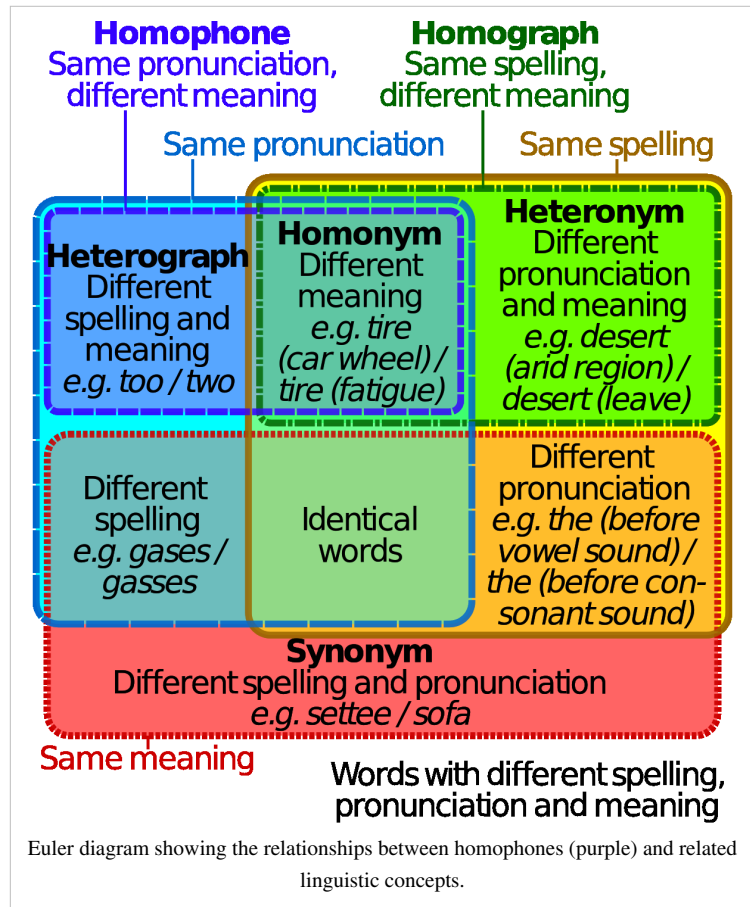 Homophone
Same pronunciation,
different meaning
Homograph
Same spelling,
different meaning
Same pronunciation
Same spelling
Heterograph
Different
spelling and
meaning
e.g. too / two
Homonym
Different
meaning
e.g. tire
(car wheel) /
tire (fatigue)
Heteronym
Different
pronunciation
and meaning
e.g. desert
(arid region) /
desert (leave)
Different
spelling
e.g. gases /
gasses
Identical
words
Different
pronunciation
e.g. the (before
vowel sound) /
the (before con-
sonant sound)
Synonym
Different spelling and pronunciation
e.g. settee / sofa
Same meaning
Words with different spelling,
pronunciation and meaning
Euler diagram showing the relationships between homophones (purple) and related
linguistic concepts.